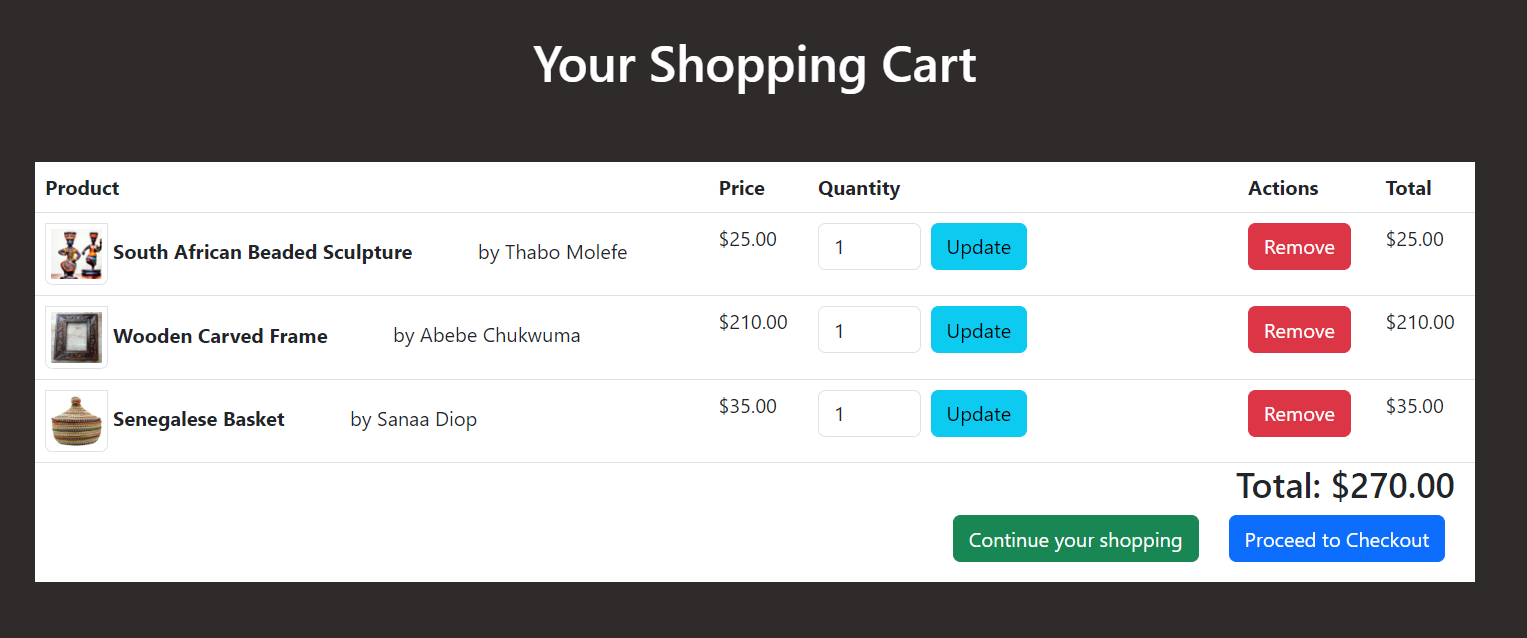 Your Shopping Cart
Product Price Quantity Actions Total
South African Beaded Sculpture by Thabo Molefe $25.00 1 Update Remove $25.00
Wooden Carved Frame by Abebe Chukwuma $210.00 1 Update Remove $210.00
Senegalese Basket by Sanaa Diop $35.00 1 Update Remove $35.00
Total: $270.00
Continue your shopping Proceed to Checkout